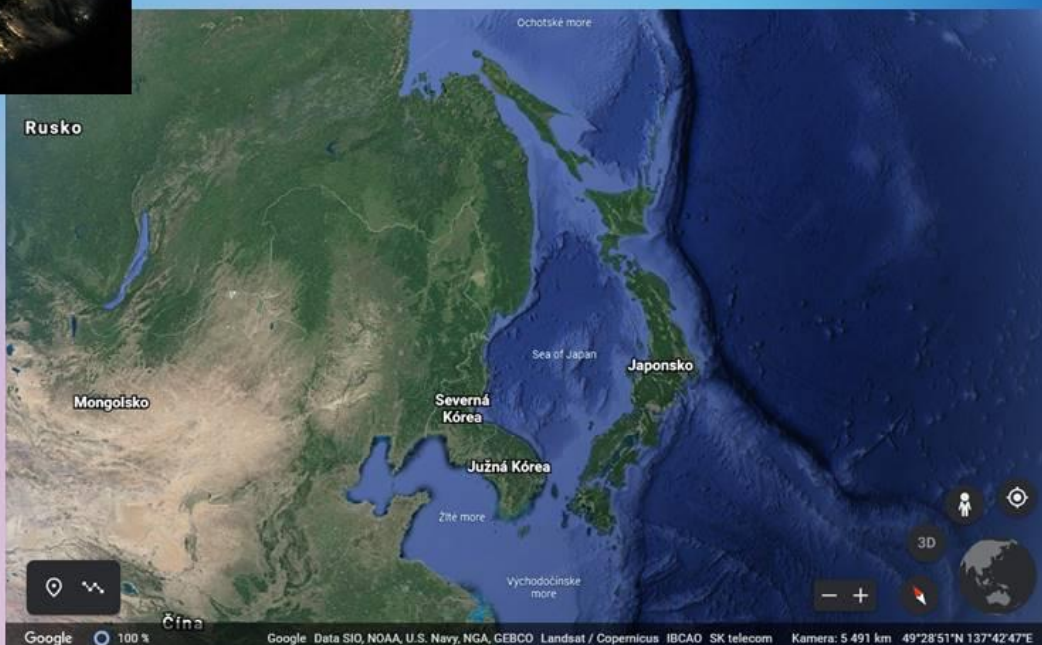 Ochotské more
Rusko
Sea of Japan
Japonsko
Mongolsko
Severná
Kórea
Južná Kórea
Žlté more
3D
Východočínske
more
Čína
Google 100 % Google Data SIO, NOAA, U.S. Navy, NGA, GEBCO Landsat / Copernicus IBCAO SK telecom Kamera: 5 491 km 49°28'51"N 137°42'47"E